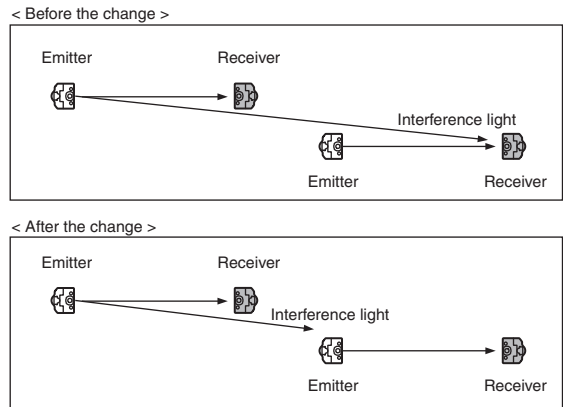 < Before the change >
Emitter Receiver
Interference light
Emitter Receiver
< After the change >
Emitter Receiver
Interference light
Emitter Receiver